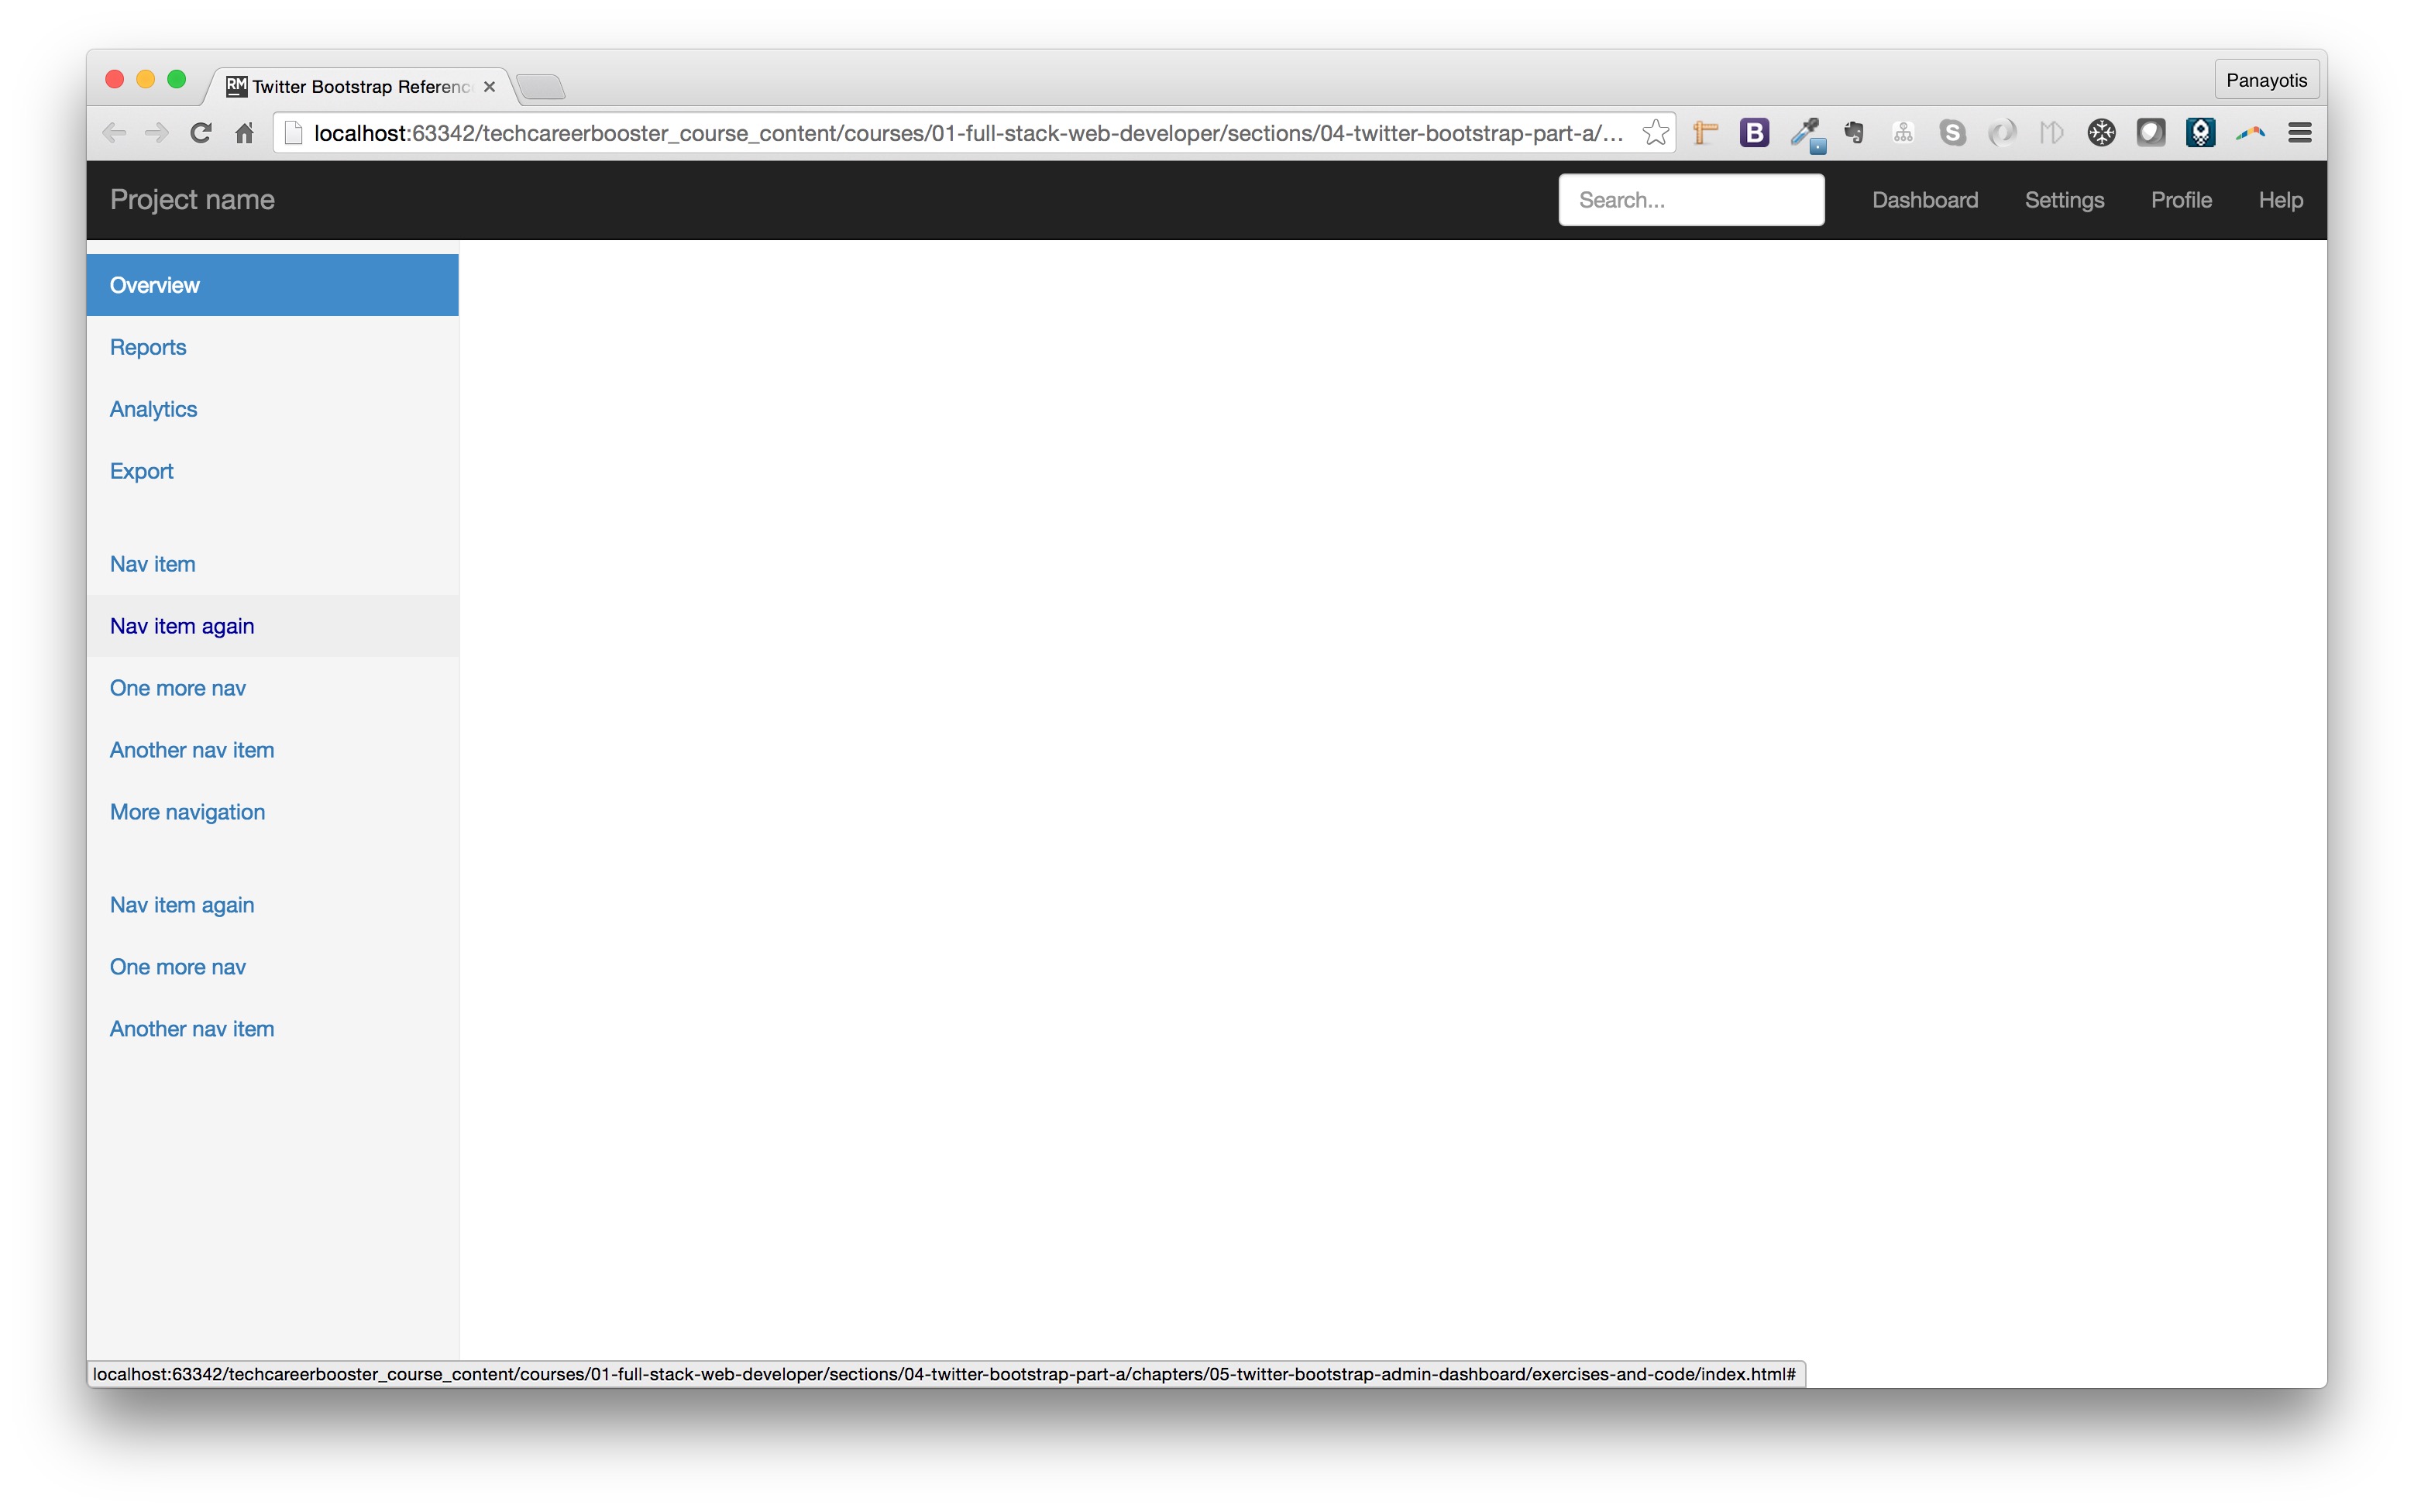 RM Twitter Bootstrap Referenc
Panayotis
localhost:63342/techcareerbooster_course_content/courses/01-full-stack-web-developer/sections/04-twitter-bootstrap-part-a/...
Project name
Search...
Dashboard
Settings
Profile
Help
Overview
Reports
Analytics
Export
Nav item
Nav item again
One more nav
Another nav item
More navigation
Nav item again
One more nav
Another nav item
localhost:63342/techcareerbooster_course_content/courses/01-full-stack-web-developer/sections/04-twitter-bootstrap-part-a/chapters/05-twitter-bootstrap-admin-dashboard/exercises-and-code/index.html#